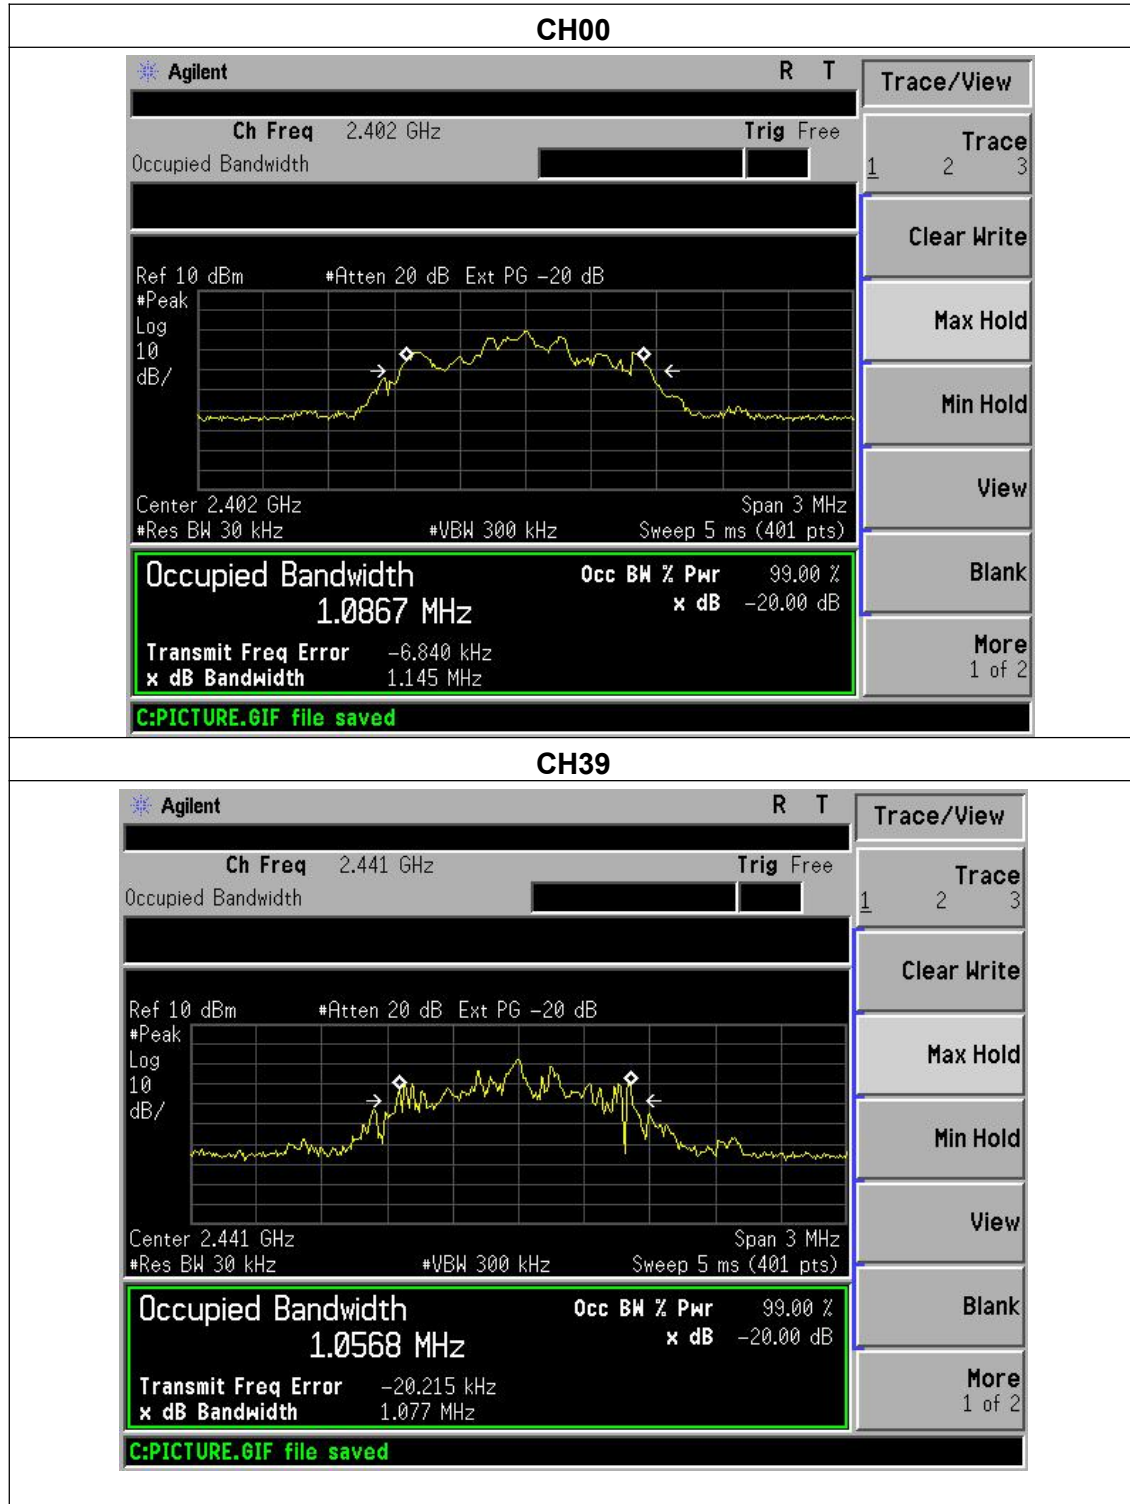 CH00
Agilent R T
Trace/View
Ch Freq 2.402 GHz Trig Free
Occupied Bandwidth
Trace
1 2 3
Clear Write
Ref 10 dBm #Atten 20 dB Ext PG -20 dB
#Peak
Log
10
dB/
Max Hold
Min Hold
View
Center 2.402 GHz Span 3 MHz
#Res BW 30 kHz #VBW 300 kHz Sweep 5 ms (401 pts)
Occupied Bandwidth Occ BW % Pwr 99.00 %
1.0867 MHz x dB -20.00 dB
Blank
Transmit Freq Error -6.840 kHz
x dB Bandwidth 1.145 MHz
More
1 of 2
C:PICTURE.GIF file saved
CH39
Agilent R T
Trace/View
Ch Freq 2.441 GHz Trig Free
Occupied Bandwidth
Trace
1 2 3
Clear Write
Ref 10 dBm #Atten 20 dB Ext PG -20 dB
#Peak
Log
10
dB/
Max Hold
Min Hold
View
Center 2.441 GHz Span 3 MHz
#Res BW 30 kHz #VBW 300 kHz Sweep 5 ms (401 pts)
Occupied Bandwidth Occ BW % Pwr 99.00 %
1.0568 MHz x dB -20.00 dB
Blank
Transmit Freq Error -20.215 kHz
x dB Bandwidth 1.077 MHz
More
1 of 2
C:PICTURE.GIF file saved